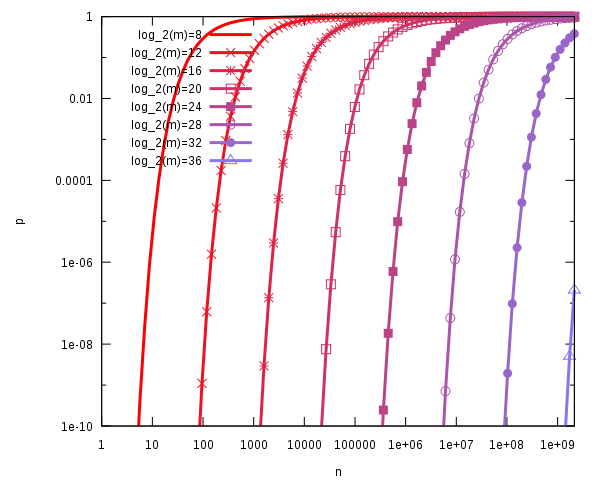 1
0.01
0.0001
1e-06
1e-08
1e-10
p
log_2(m)=8
log_2(m)=12
log_2(m)=16
log_2(m)=20
log_2(m)=24
log_2(m)=28
log_2(m)=32
log_2(m)=36
1 10 100 1000 10000 100000 1e+06 1e+07 1e+08 1e+09
n